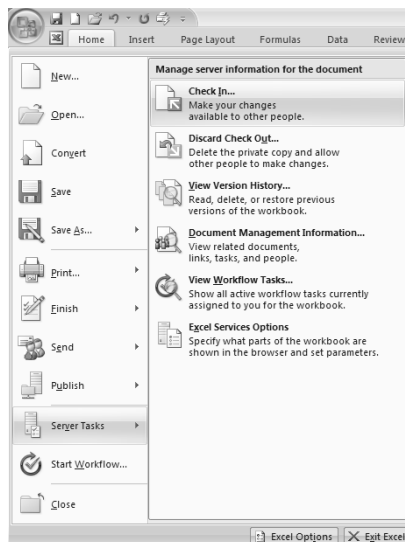 Home Insert Page Layout Formulas Data Review
New...
Open...
Convert
Save
Save As...
Print...
Finish
Send
Publish
Server Tasks
Start Workflow...
Close
Manage server information for the document
Check In...
Make your changes
available to other people.
Discard Check Out...
Delete the private copy and allow
other people to make changes.
View Version History...
Read, delete, or restore previous
versions of the workbook.
Document Management Information...
View related documents,
links, tasks, and people.
View Workflow Tasks...
Show all active workflow tasks currently
assigned to you for the workbook.
Excel Services Options
Specify what parts of the workbook are
shown in the browser and set parameters.
Excel Options Exit Excel